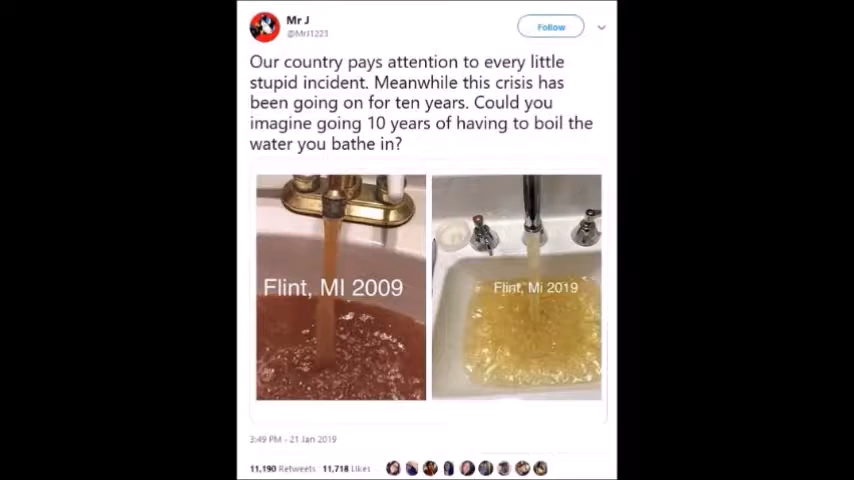 Mr J
@MrJ1223
Follow
Our country pays attention to every little
stupid incident. Meanwhile this crisis has
been going on for ten years. Could you
imagine going 10 years of having to boil the
water you bathe in?
Flint, MI 2009
Flint, Mi 2019
3:49 PM - 21 Jan 2019
11,190 Retweets 11,718 Likes